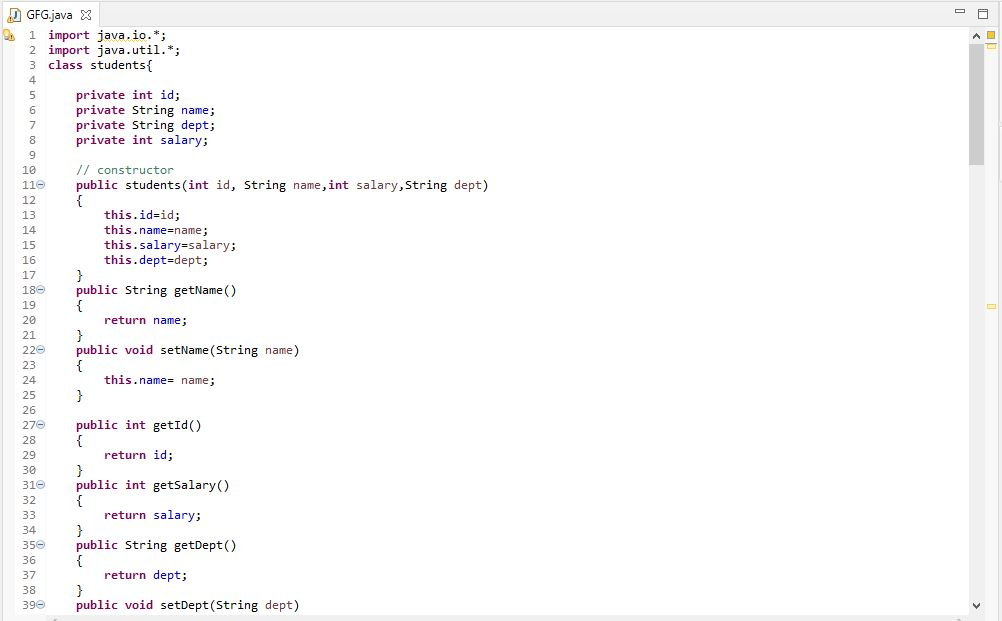 GFG.java
1 import java.io.*;
2 import java.util.*;
3 class students{
4
5     private int id;
6     private String name;
7     private String dept;
8     private int salary;
9
10     // constructor
11     public students(int id, String name,int salary,String dept)
12     {
13         this.id=id;
14         this.name=name;
15         this.salary=salary;
16         this.dept=dept;
17     }
18     public String getName()
19     {
20         return name;
21     }
22     public void setName(String name)
23     {
24         this.name= name;
25     }
26
27     public int getId()
28     {
29         return id;
30     }
31     public int getSalary()
32     {
33         return salary;
34     }
35     public String getDept()
36     {
37         return dept;
38     }
39     public void setDept(String dept)